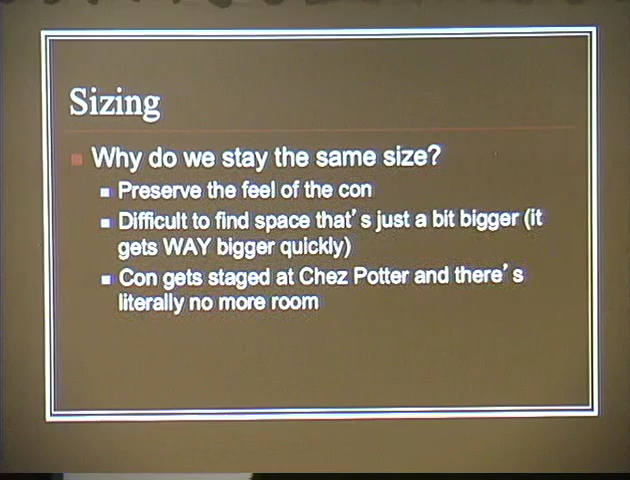 Sizing
Why do we stay the same size?
Preserve the feel of the con
Difficult to find space that's just a bit bigger (it
gets WAY bigger quickly)
Con gets staged at Chez Potter and there's
literally no more room